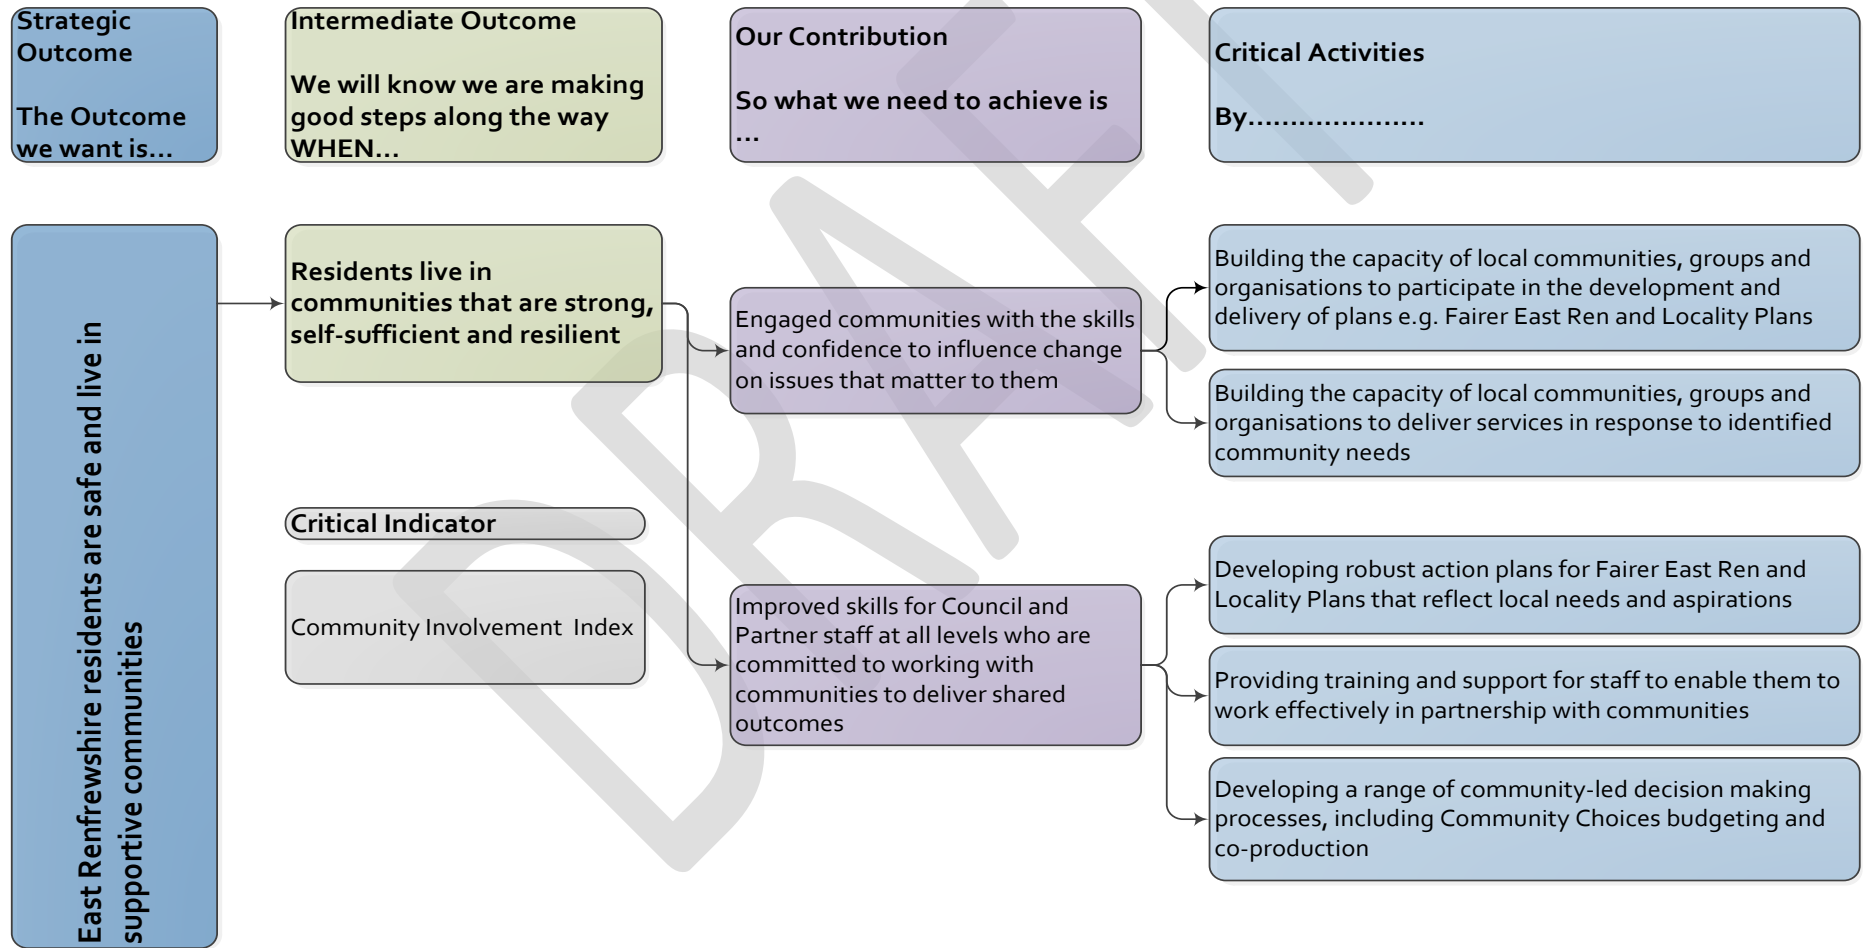 Strategic
Outcome
The Outcome
we want is...
Intermediate Outcome
We will know we are making
good steps along the way
WHEN...
Our Contribution
So what we need to achieve is
...
Critical Activities
By.....................
East Renfrewshire residents are safe and live in
supportive communities
Residents live in
communities that are strong,
self-sufficient and resilient
Critical Indicator
Community Involvement  Index
Engaged communities with the skills
and confidence to influence change
on issues that matter to them
Improved skills for Council and
Partner staff at all levels who are
committed to working with
communities to deliver shared
outcomes
Building the capacity of local communities, groups and
organisations to participate in the development and
delivery of plans e.g. Fairer East Ren and Locality Plans
Building the capacity of local communities, groups and
organisations to deliver services in response to identified
community needs
Developing robust action plans for Fairer East Ren and
Locality Plans that reflect local needs and aspirations
Providing training and support for staff to enable them to
work effectively in partnership with communities
Developing a range of community-led decision making
processes, including Community Choices budgeting and
co-production
DRAFT